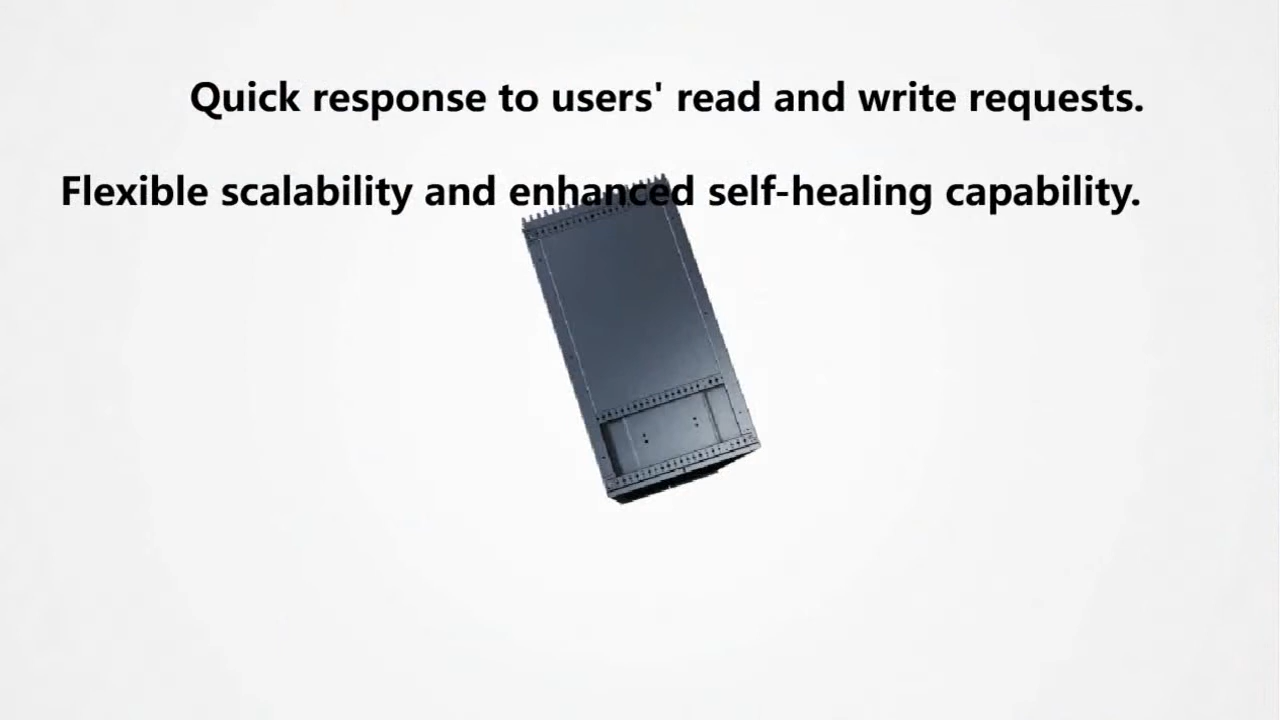 Quick response to users' read and write requests.
Flexible scalability and enhanced self-healing capability.